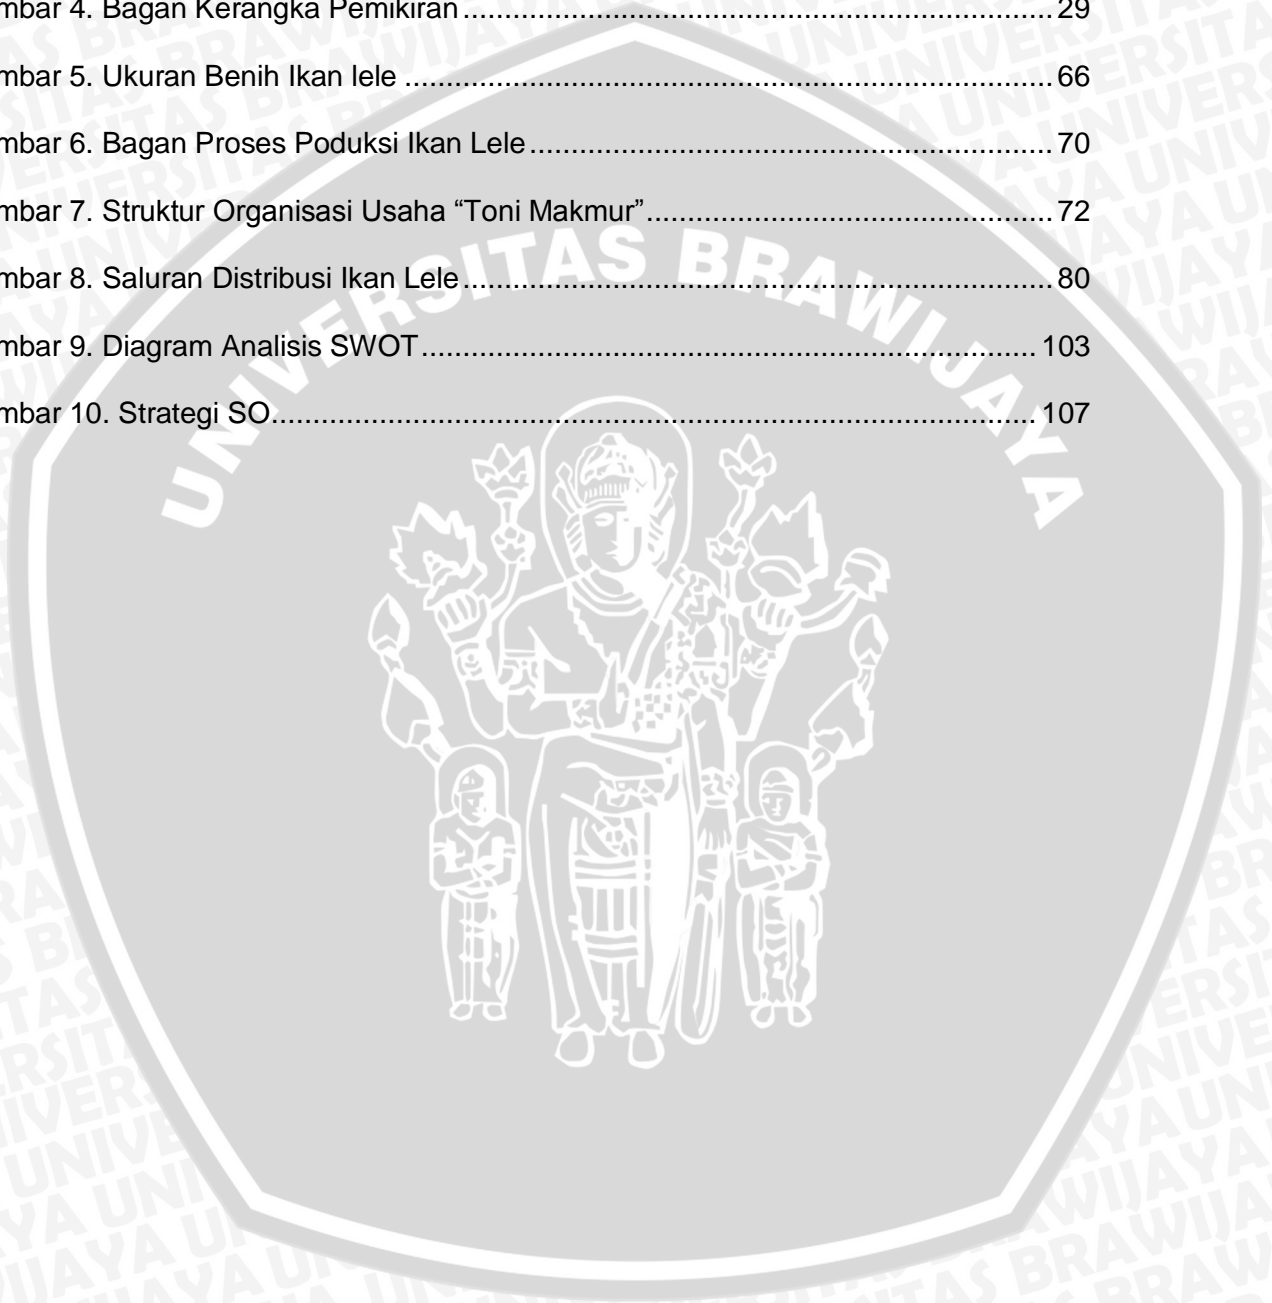 mbar 4. Bagan Kerangka Pemikiran ........................................................................ 29
mbar 5. Ukuran Benih Ikan lele ............................................................................... 66
mbar 6. Bagan Proses Poduksi Ikan Lele ................................................................ 70
mbar 7. Struktur Organisasi Usaha “Toni Makmur” .................................................. 72
mbar 8. Saluran Distribusi Ikan Lele ........................................................................ 80
mbar 9. Diagram Analisis SWOT ........................................................................... 103
mbar 10. Strategi SO ............................................................................................. 107
UNIVERSITAS BRAWIJAYA